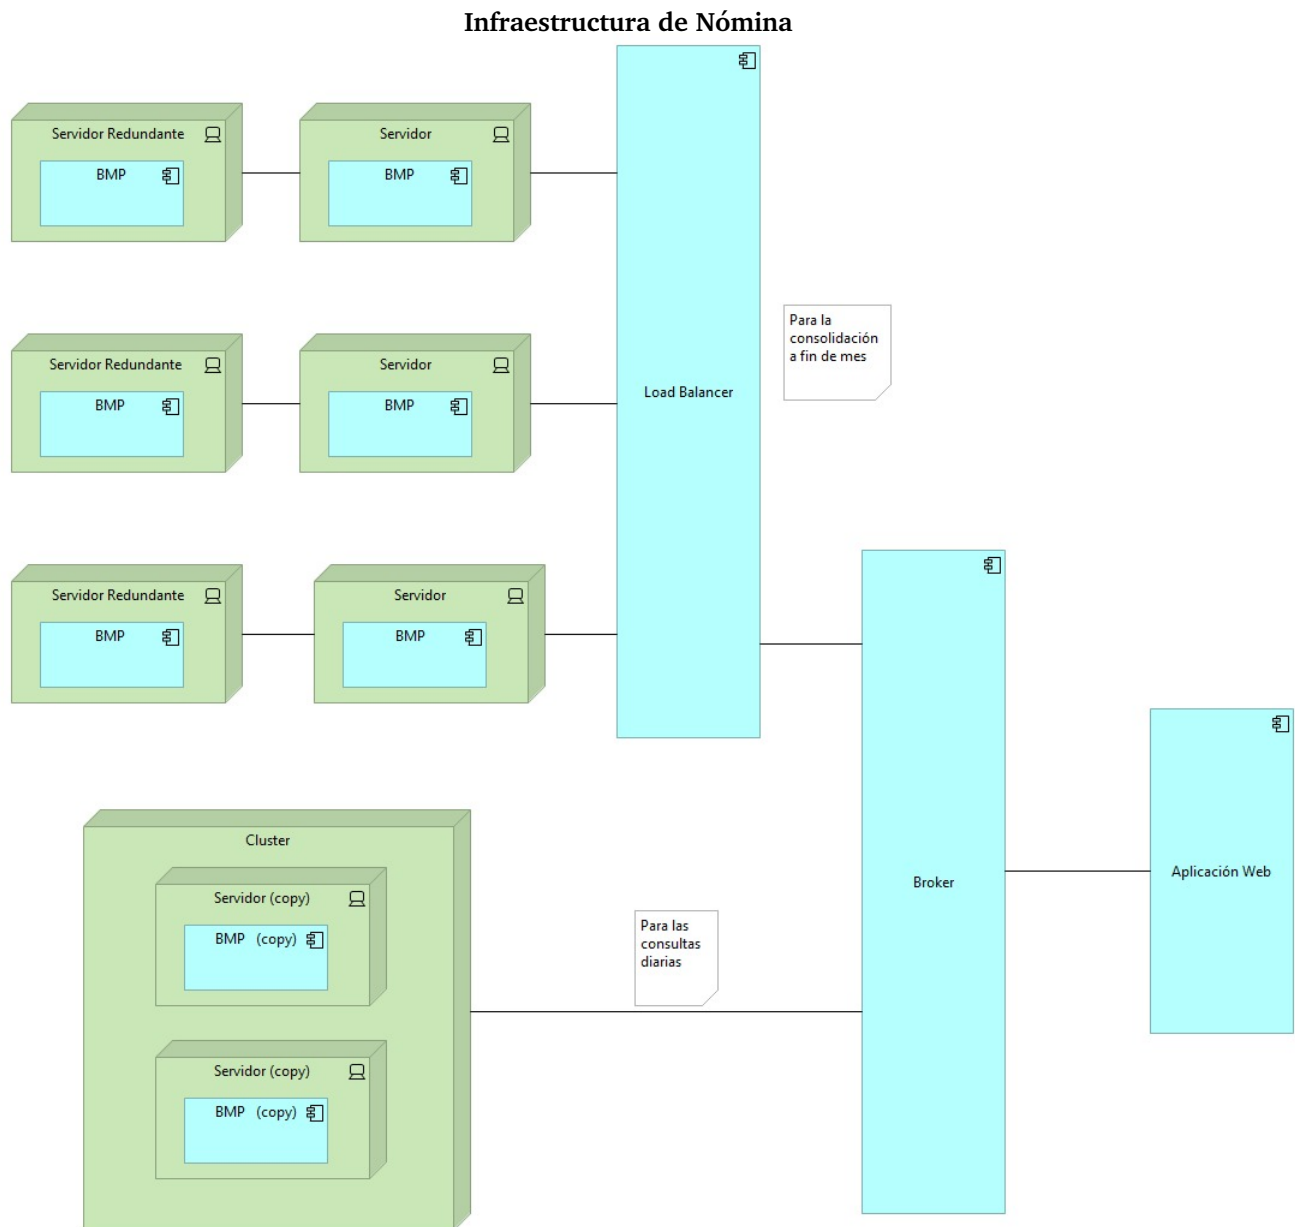 Infraestructura de Nómina
Servidor Redundante
BMP
Servidor
BMP
Servidor Redundante
BMP
Servidor
BMP
Load Balancer
Para la
consolidación
a fin de mes
Servidor Redundante
BMP
Servidor
BMP
Cluster
Servidor (copy)
BMP (copy)
Servidor (copy)
BMP (copy)
Para las
consultas
diarias
Broker
Aplicación Web